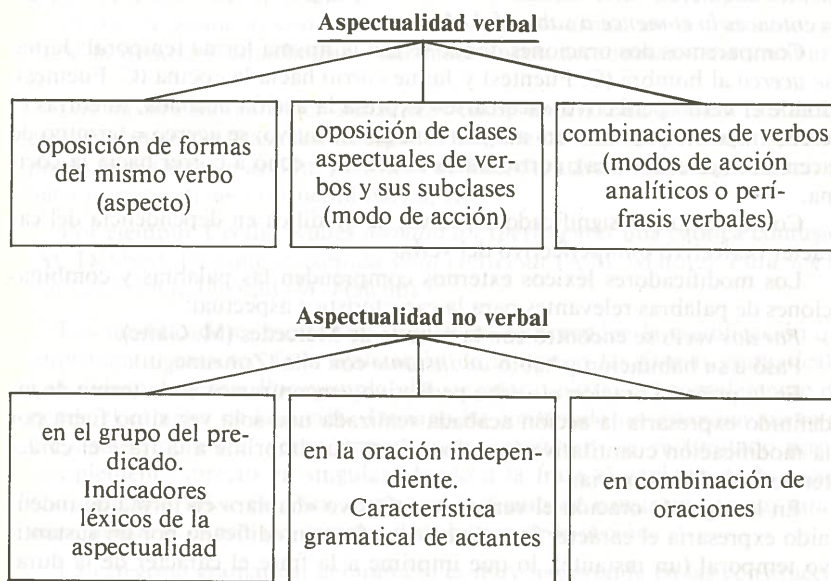 Aspectualidad verbal
oposición de formas
del mismo verbo
(aspecto)
oposición de clases
aspectuales de ver-
bos y sus subclases
(modo de acción)
combinaciones de verbos
(modos de acción
analíticos o perí-
frasis verbales)
Aspectualidad no verbal
en el grupo del pre-
dicado.
Indicadores
léxicos de la
aspectualidad
en la oración indepen-
diente.
Característica
gramatical de actantes
en combinación de
oraciones